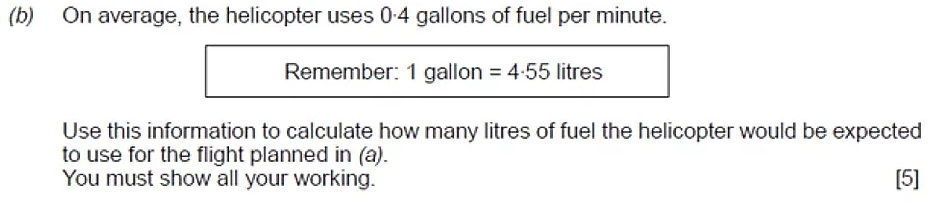 (b) On average, the helicopter uses 0·4 gallons of fuel per minute.
Remember: 1 gallon = 4·55 litres
Use this information to calculate how many litres of fuel the helicopter would be expected
to use for the flight planned in (a).
You must show all your working. [5]